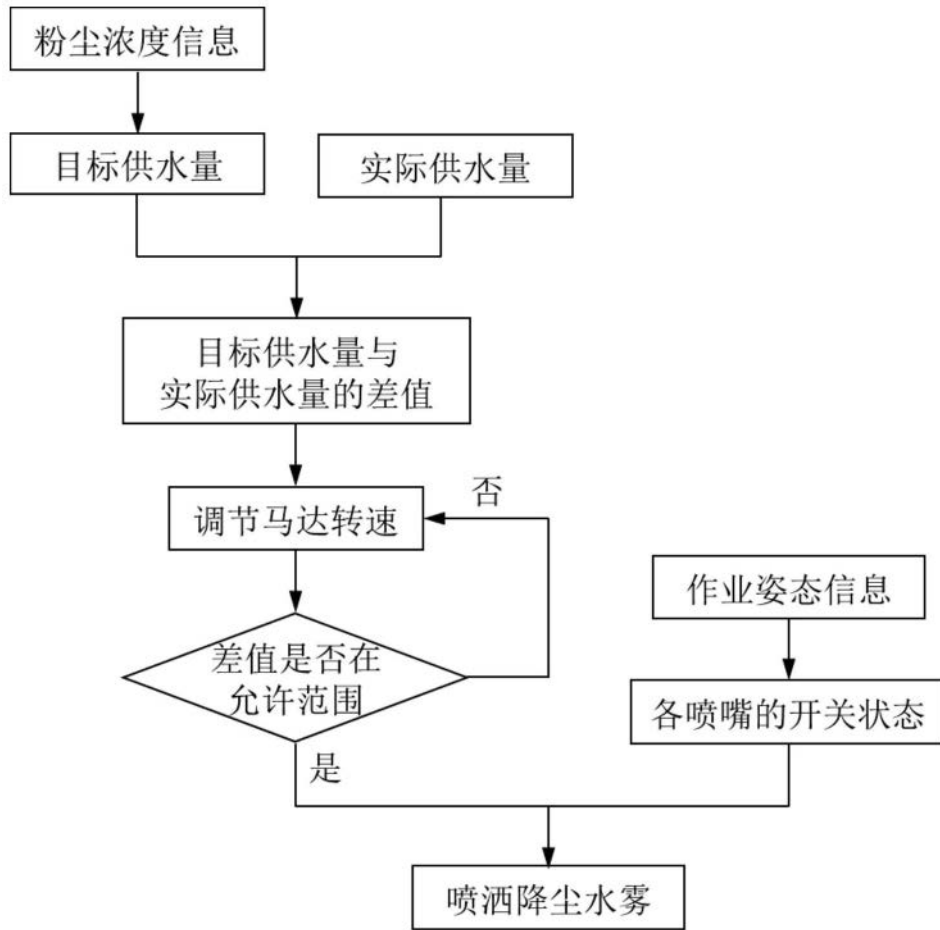 粉尘浓度信息
目标供水量
实际供水量
目标供水量与
实际供水量的差值
调节马达转速
否
作业姿态信息
差值是否在
允许范围
各喷嘴的开关状态
是
喷洒降尘水雾